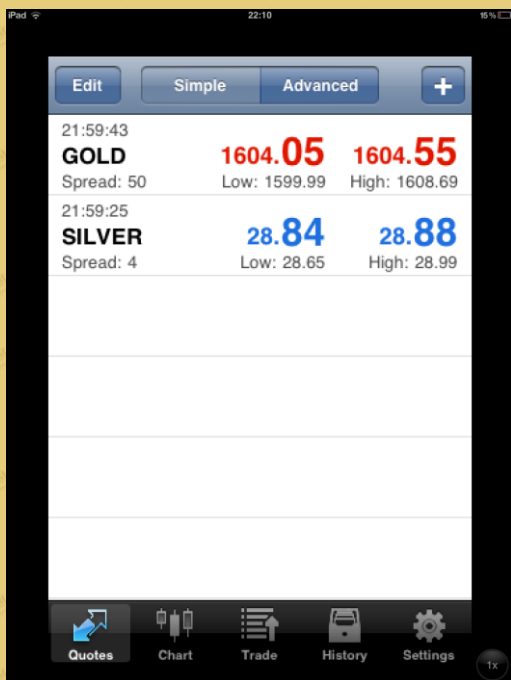 iPad 22:10 15 %
Edit Simple Advanced +
21:59:43
GOLD 1604.05 1604.55
Spread: 50 Low: 1599.99 High: 1608.69
21:59:25
SILVER 28.84 28.88
Spread: 4 Low: 28.65 High: 28.99
Quotes Chart Trade History Settings
1x